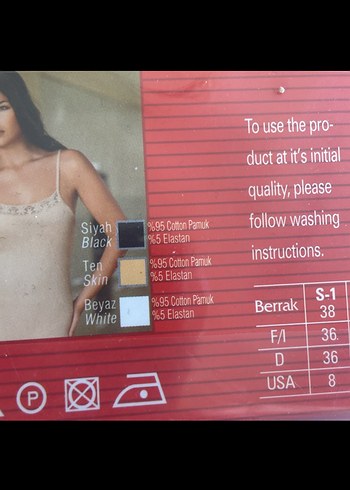 To use the pro-
duct at it's initial
quality, please
follow washing
instructions.
Siyah %95 Cotton Pamuk
Black %5 Elastan
Ten %95 Cotton Pamuk
Skin %5 Elastan
Beyaz %95 Cotton Pamuk
White %5 Elastan
Berrak S-1 38
F/I 36
D 36
USA 8
P